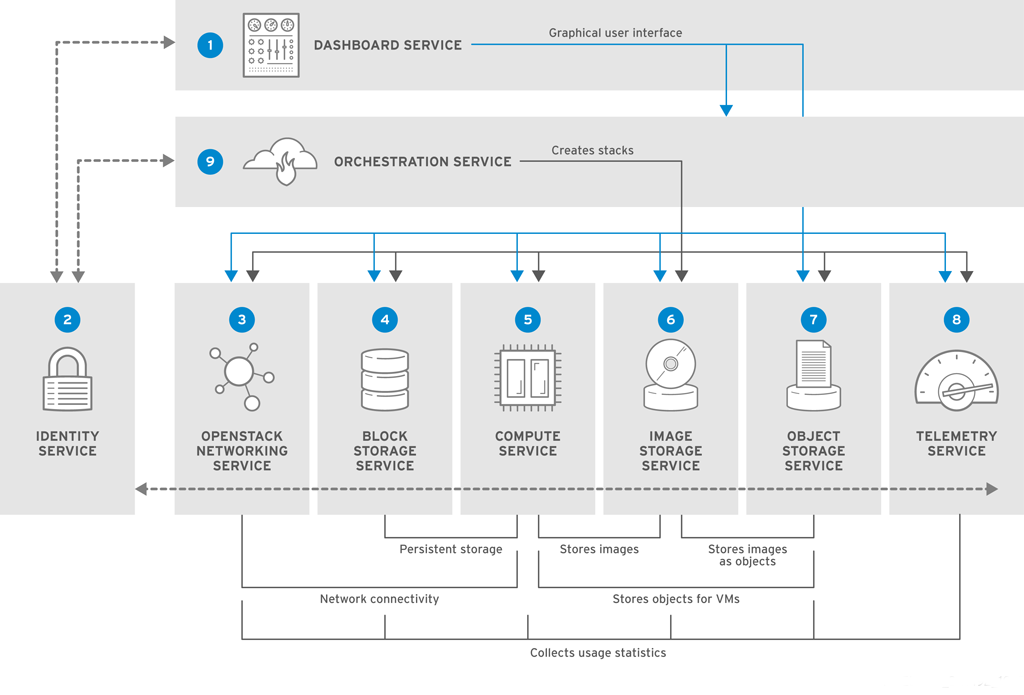 1
DASHBOARD SERVICE
Graphical user interface
9
ORCHESTRATION SERVICE
Creates stacks
2
IDENTITY
SERVICE
3
OPENSTACK
NETWORKING
SERVICE
4
BLOCK
STORAGE
SERVICE
5
COMPUTE
SERVICE
6
IMAGE
STORAGE
SERVICE
7
OBJECT
STORAGE
SERVICE
8
TELEMETRY
SERVICE
Persistent storage
Stores images
Stores images
as objects
Network connectivity
Stores objects for VMs
Collects usage statistics